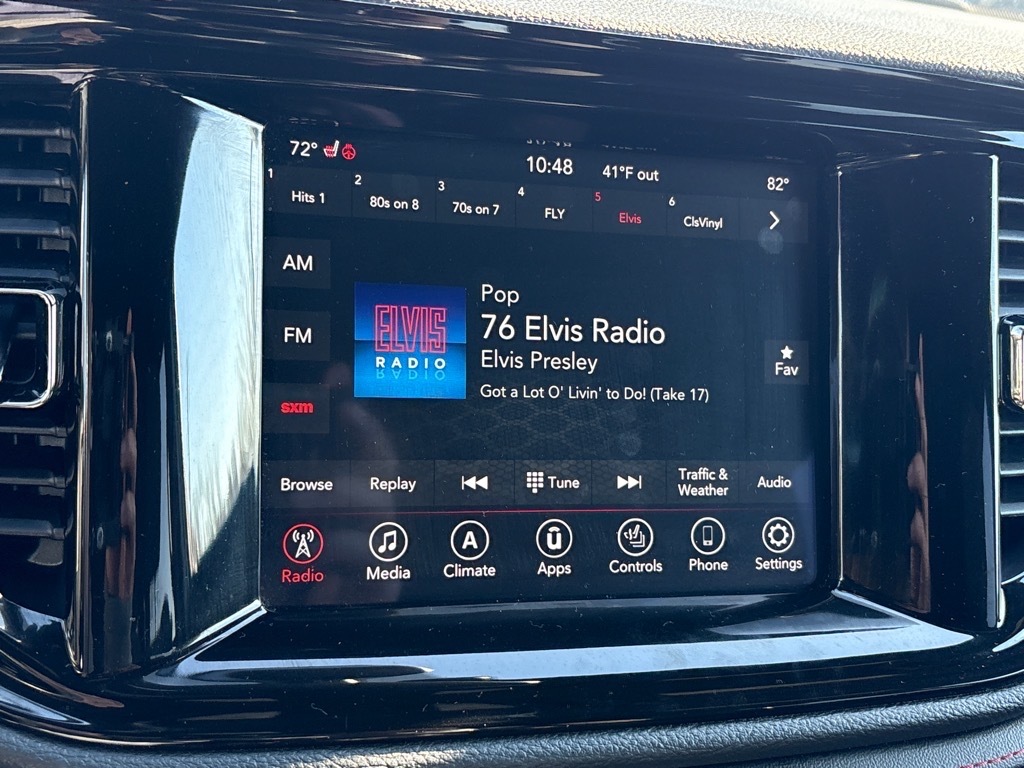 72°
10:48
41°F out
82°
1 Hits 1
2 80s on 8
3 70s on 7
4 FLY
5 Elvis
6 ClsVinyl
AM
FM
sxm
ELVIS
RADIO
Pop
76 Elvis Radio
Elvis Presley
Got a Lot O' Livin' to Do! (Take 17)
Fav
Browse
Replay
Tune
Traffic &
Weather
Audio
Radio
Media
A
Climate
Apps
Controls
Phone
Settings